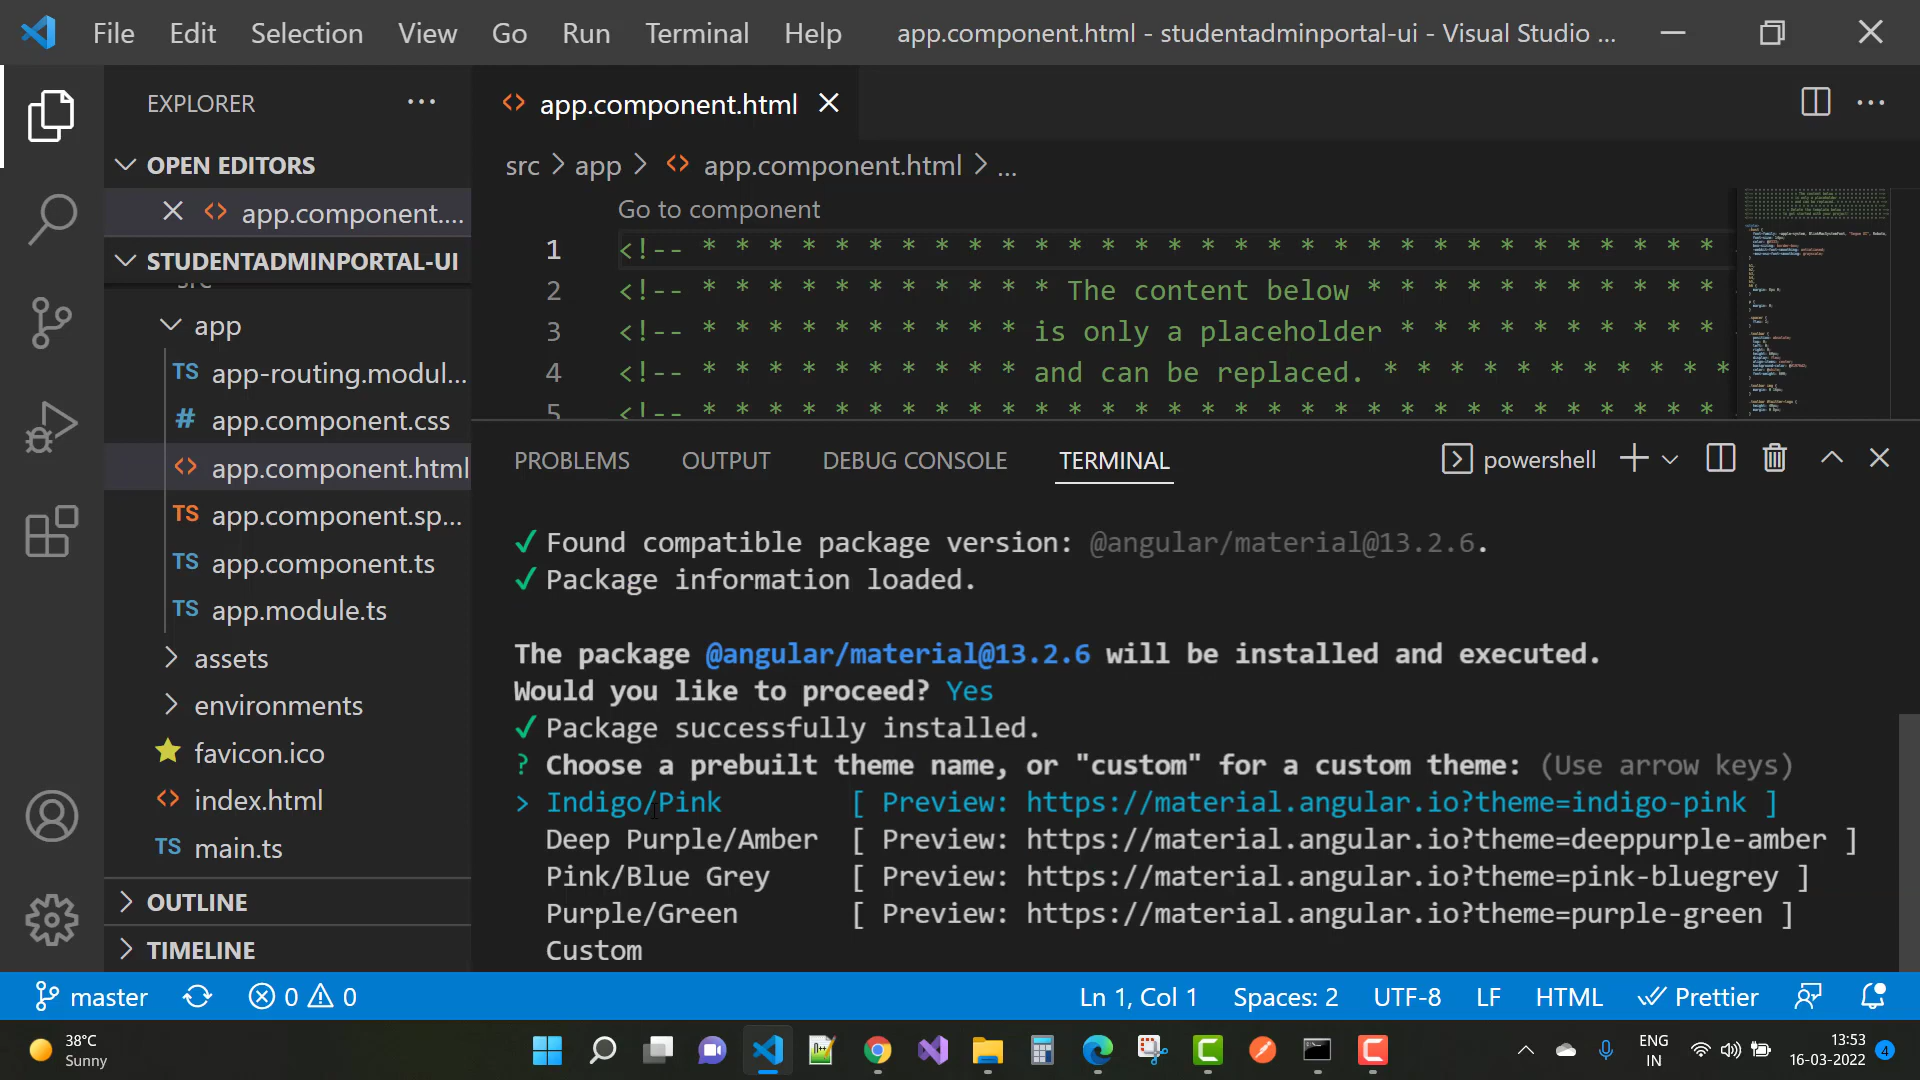 File Edit Selection View Go Run Terminal Help app.component.html - studentadminportal-ui - Visual Studio ...
EXPLORER ...
app.component.html
OPEN EDITORS
app.component....
STUDENTADMINPORTAL-UI
src
app
TS app-routing.modul...
# app.component.css
app.component.html
TS app.component.sp...
TS app.component.ts
TS app.module.ts
assets
environments
favicon.ico
index.html
TS main.ts
OUTLINE
TIMELINE
src > app > app.component.html > ...
Go to component
1 <!-- * * * * * * * * * * * * * * * * * * * * * * * * * * * * * * *
2 <!-- * * * * * * * * * * * The content below * * * * * * * * * * *
3 <!-- * * * * * * * * * * is only a placeholder * * * * * * * * * *
4 <!-- * * * * * * * * * * and can be replaced. * * * * * * * * * * *
5 <!-- * * * * * * * * * * * * * * * * * * * * * * * * * * * * * * *
PROBLEMS OUTPUT DEBUG CONSOLE TERMINAL powershell
✓ Found compatible package version: @angular/material@13.2.6.
✓ Package information loaded.
The package @angular/material@13.2.6 will be installed and executed.
Would you like to proceed? Yes
✓ Package successfully installed.
? Choose a prebuilt theme name, or "custom" for a custom theme: (Use arrow keys)
> Indigo/Pink [ Preview: https://material.angular.io?theme=indigo-pink ]
Deep Purple/Amber [ Preview: https://material.angular.io?theme=deeppurple-amber ]
Pink/Blue Grey [ Preview: https://material.angular.io?theme=pink-bluegrey ]
Purple/Green [ Preview: https://material.angular.io?theme=purple-green ]
Custom
master 0 0 Ln 1, Col 1 Spaces: 2 UTF-8 LF HTML Prettier
38°C
Sunny
ENG
IN
13:53
16-03-2022
4